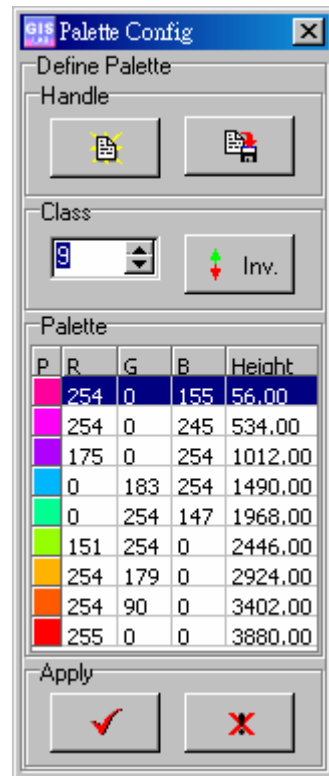 GIS LAB Palette Config
Define Palette
Handle
Class
9
Inv.
Palette
P R G B Height
254 0 155 56.00
254 0 245 534.00
175 0 254 1012.00
0 183 254 1490.00
0 254 147 1968.00
151 254 0 2446.00
254 179 0 2924.00
254 90 0 3402.00
255 0 0 3880.00
Apply